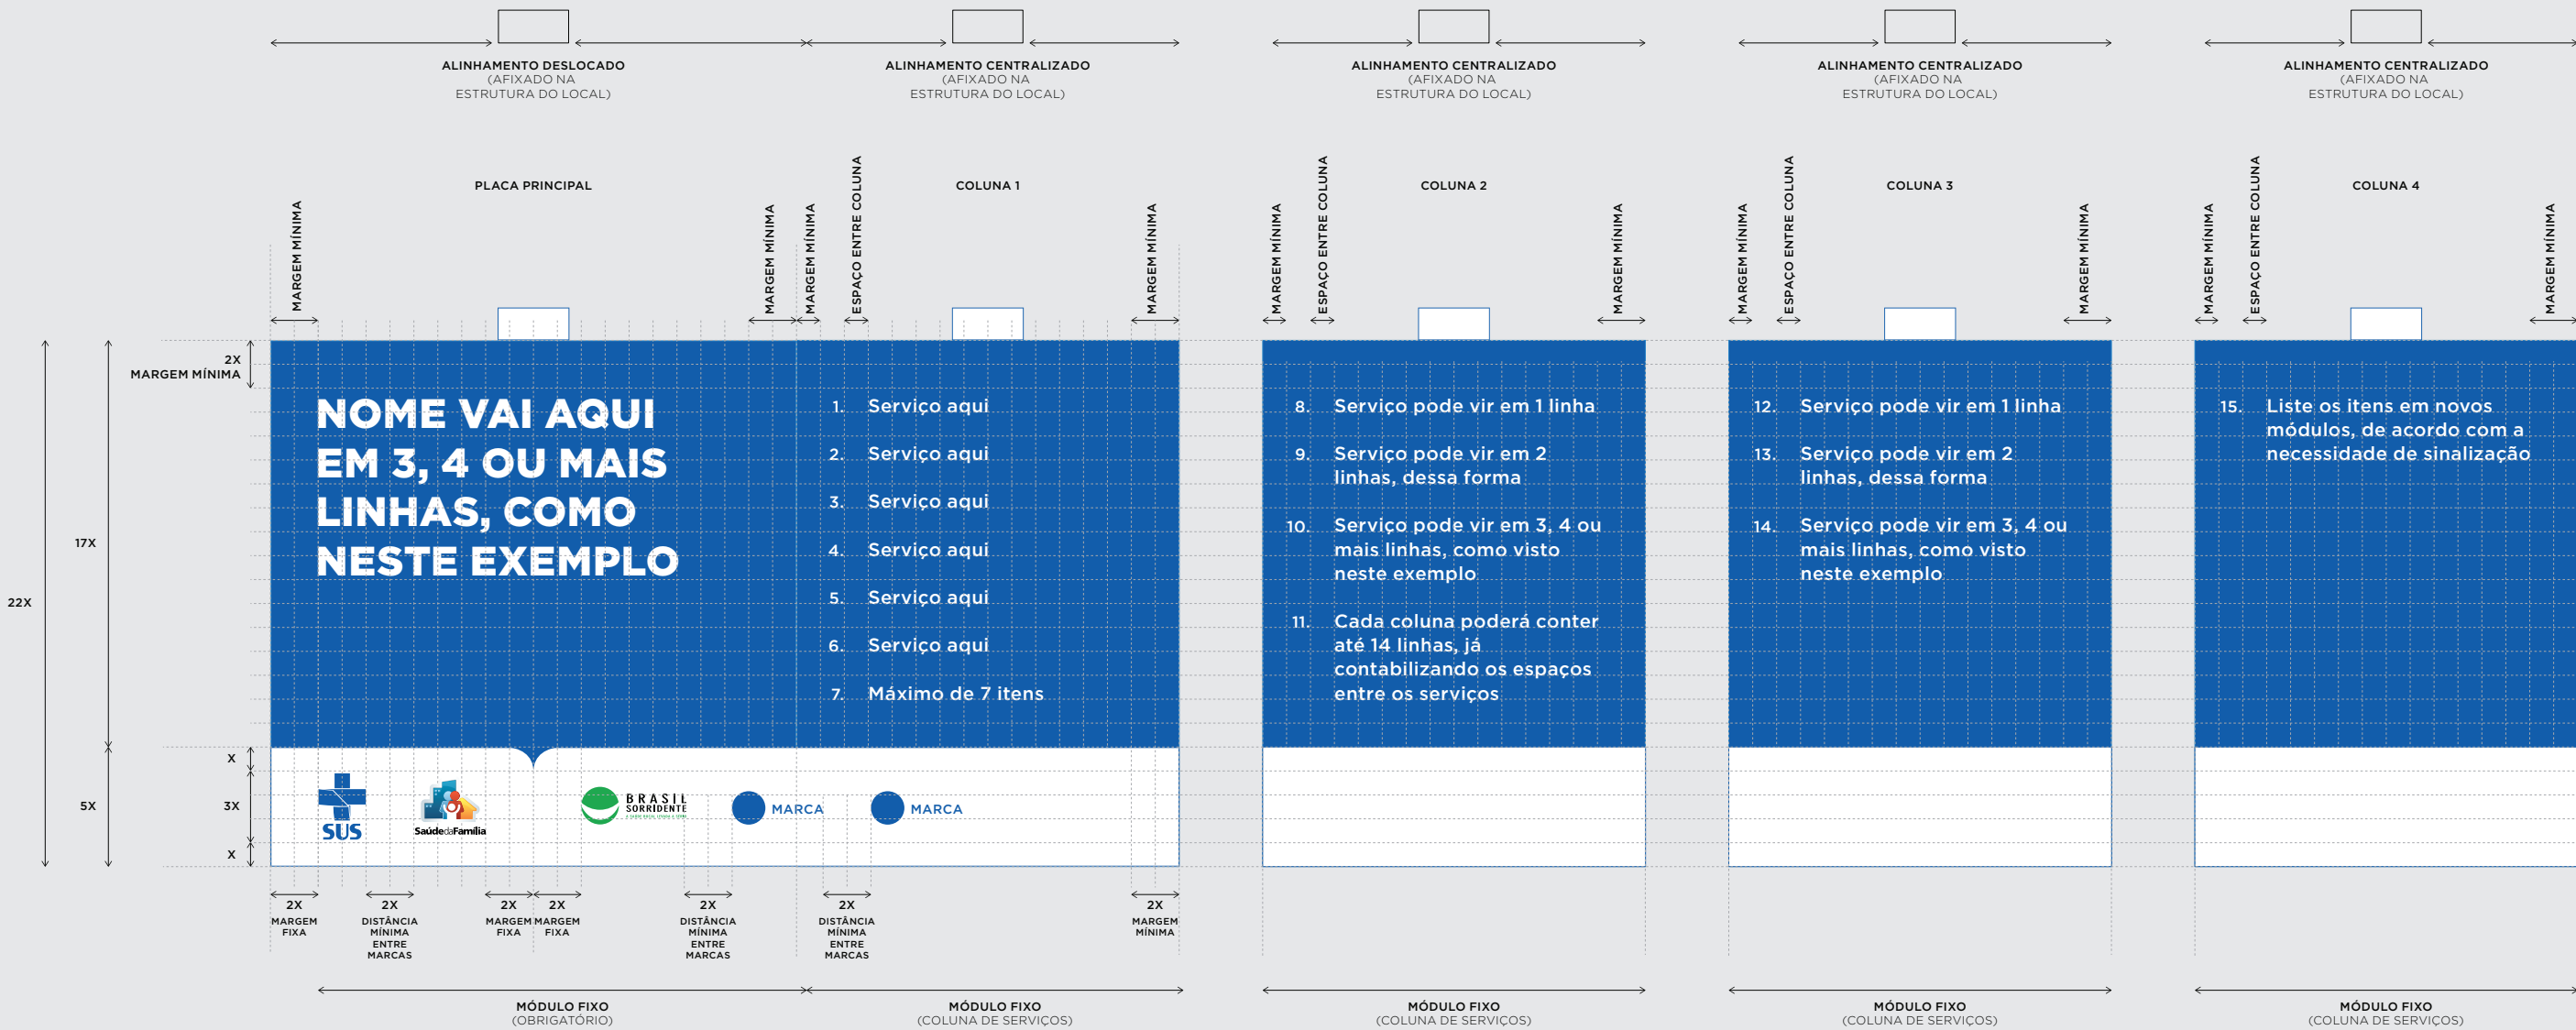 ALINHAMENTO DESLOCADO
(AFIXADO NA
ESTRUTURA DO LOCAL)
ALINHAMENTO CENTRALIZADO
(AFIXADO NA
ESTRUTURA DO LOCAL)
ALINHAMENTO CENTRALIZADO
(AFIXADO NA
ESTRUTURA DO LOCAL)
ALINHAMENTO CENTRALIZADO
(AFIXADO NA
ESTRUTURA DO LOCAL)
ALINHAMENTO CENTRALIZADO
(AFIXADO NA
ESTRUTURA DO LOCAL)
PLACA PRINCIPAL
COLUNA 1
COLUNA 2
COLUNA 3
COLUNA 4
MARGEM MÍNIMA
MARGEM MÍNIMA
MARGEM MÍNIMA
ESPAÇO ENTRE COLUNA
MARGEM MÍNIMA
MARGEM MÍNIMA
ESPAÇO ENTRE COLUNA
MARGEM MÍNIMA
MARGEM MÍNIMA
ESPAÇO ENTRE COLUNA
MARGEM MÍNIMA
MARGEM MÍNIMA
ESPAÇO ENTRE COLUNA
MARGEM MÍNIMA
2X
MARGEM MÍNIMA
17X
22X
X
3X
5X
X
NOME VAI AQUI
EM 3, 4 OU MAIS
LINHAS, COMO
NESTE EXEMPLO
1. Serviço aqui
2. Serviço aqui
3. Serviço aqui
4. Serviço aqui
5. Serviço aqui
6. Serviço aqui
7. Máximo de 7 itens
8. Serviço pode vir em 1 linha
9. Serviço pode vir em 2
linhas, dessa forma
10. Serviço pode vir em 3, 4 ou
mais linhas, como visto
neste exemplo
11. Cada coluna poderá conter
até 14 linhas, já
contabilizando os espaços
entre os serviços
12. Serviço pode vir em 1 linha
13. Serviço pode vir em 2
linhas, dessa forma
14. Serviço pode vir em 3, 4 ou
mais linhas, como visto
neste exemplo
15. Liste os itens em novos
módulos, de acordo com a
necessidade de sinalização
SUS
SaúdedaFamília
BRASIL
SORRIDENTE
MARCA
MARCA
2X
MARGEM
FIXA
2X
DISTÂNCIA
MÍNIMA
ENTRE
MARCAS
2X
MARGEM
FIXA
2X
MARGEM
FIXA
2X
DISTÂNCIA
MÍNIMA
ENTRE
MARCAS
2X
DISTÂNCIA
MÍNIMA
ENTRE
MARCAS
2X
MARGEM
MÍNIMA
MÓDULO FIXO
(OBRIGATÓRIO)
MÓDULO FIXO
(COLUNA DE SERVIÇOS)
MÓDULO FIXO
(COLUNA DE SERVIÇOS)
MÓDULO FIXO
(COLUNA DE SERVIÇOS)
MÓDULO FIXO
(COLUNA DE SERVIÇOS)